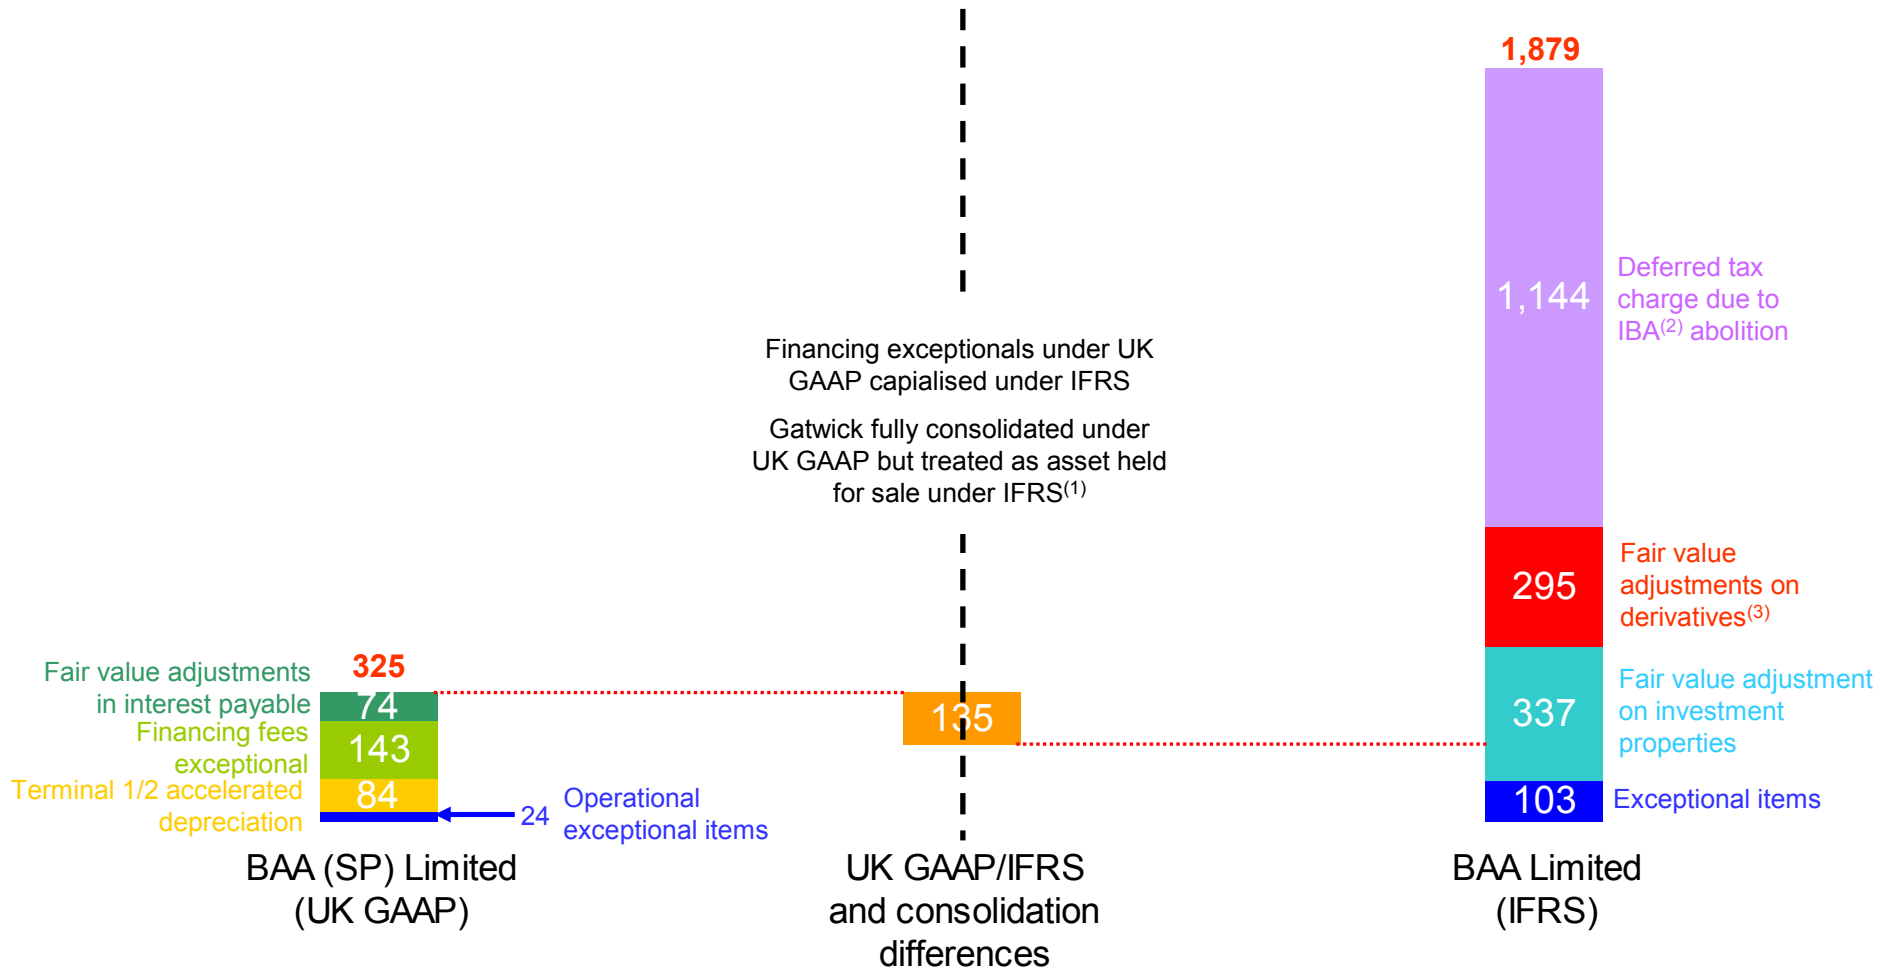 1,879
1,144
Deferred tax
charge due to
IBA(2) abolition
Financing exceptionals under UK
GAAP capialised under IFRS
Gatwick fully consolidated under
UK GAAP but treated as asset held
for sale under IFRS(1)
295
Fair value
adjustments on
derivatives(3)
325
Fair value adjustments
in interest payable
74
Financing fees
exceptional
143
Terminal 1/2 accelerated
depreciation
84
24
Operational
exceptional items
135
337
Fair value adjustment
on investment
properties
103
Exceptional items
BAA (SP) Limited
(UK GAAP)
UK GAAP/IFRS
and consolidation
differences
BAA Limited
(IFRS)